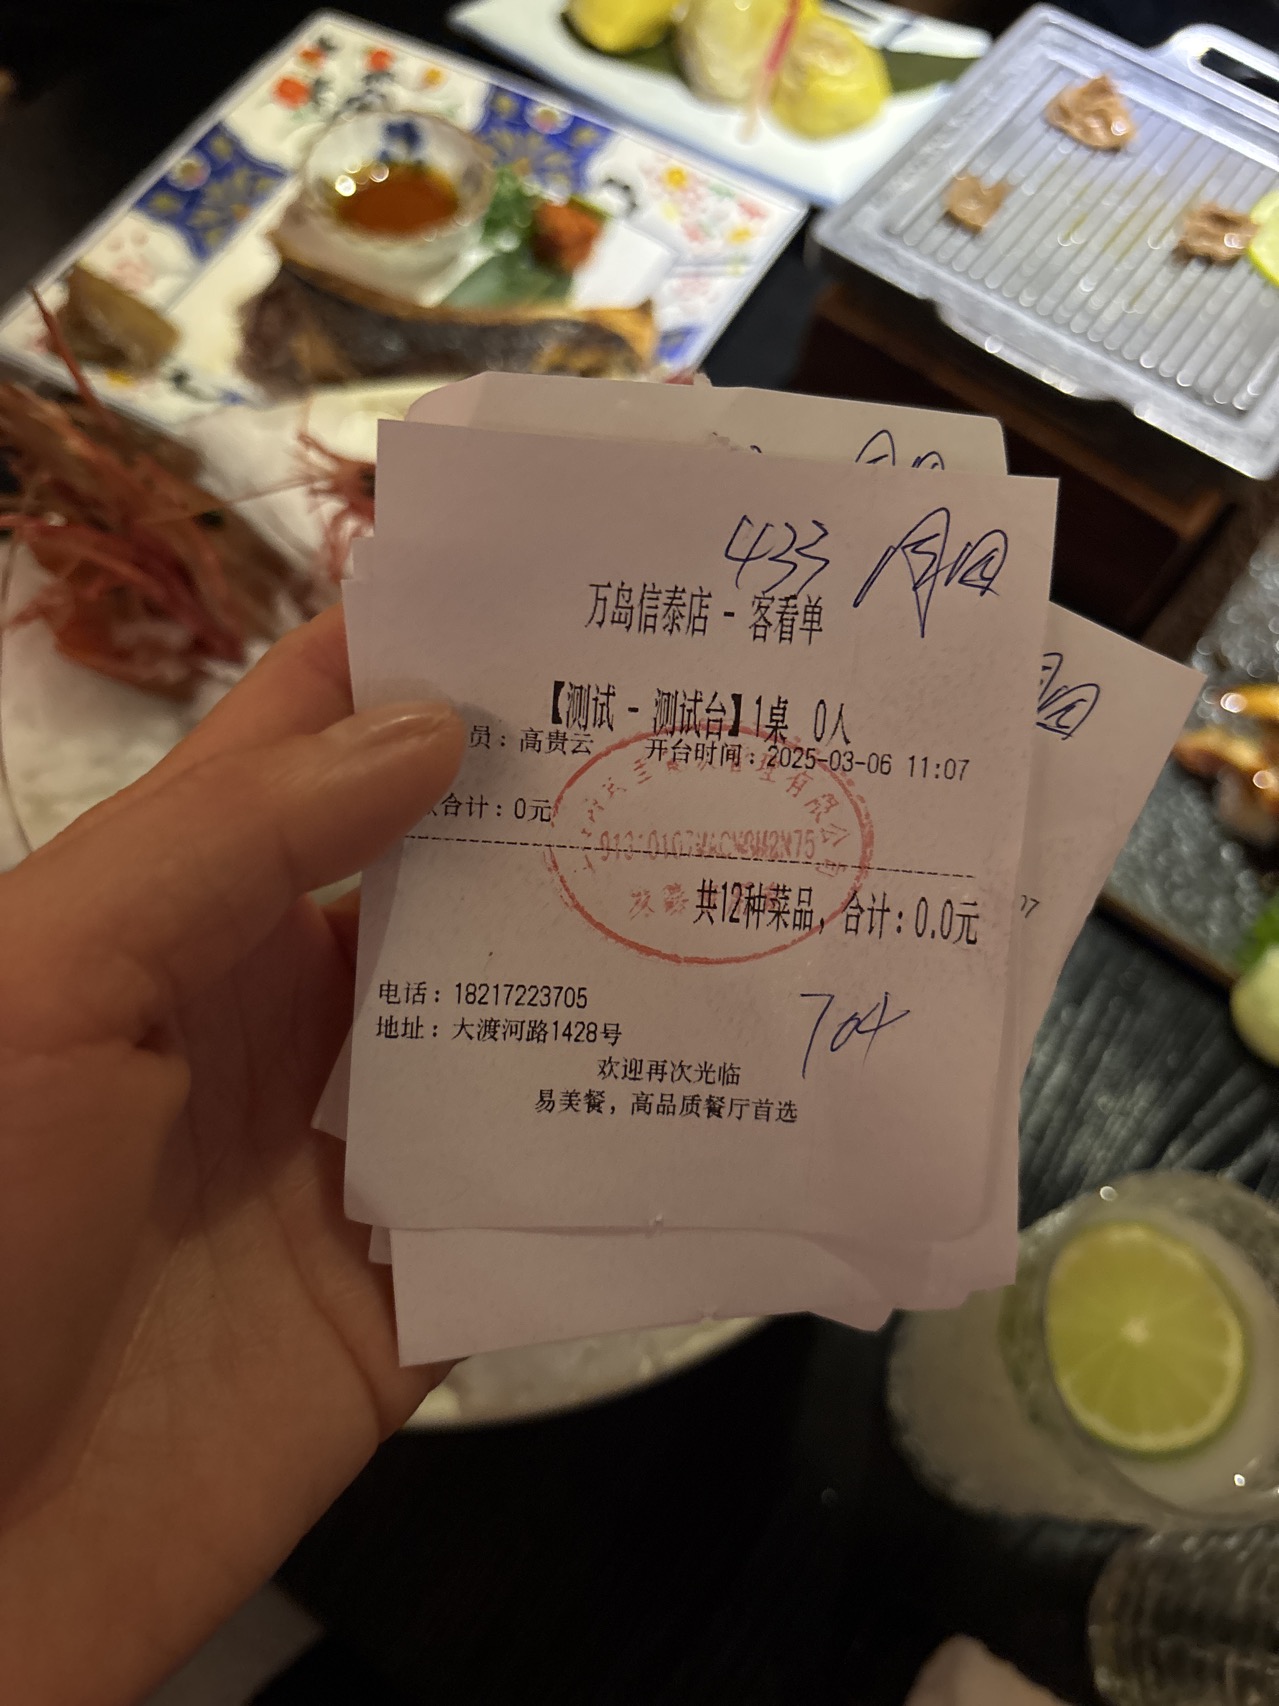 433
万岛信泰店 - 客看单
【测试 - 测试台】1桌 0人
员：高贵云 开台时间：2025-03-06 11:07
合计：0元
有限公司
共12种菜品，合计：0.0元
电话：18217223705
地址：大渡河路1428号
704
欢迎再次光临
易美餐，高品质餐厅首选